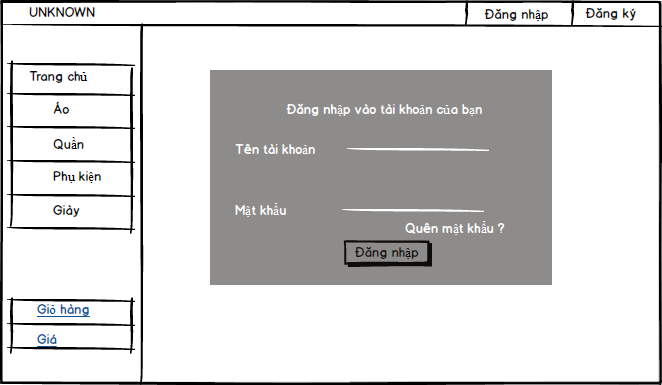 UNKNOWN
Đăng nhập
Đăng ký
Trang chủ
Áo
Quần
Phụ kiện
Giày
Giỏ hàng
Giá
Đăng nhập vào tài khoản của bạn
Tên tài khoản
Mật khẩu
Quên mật khẩu ?
Đăng nhập